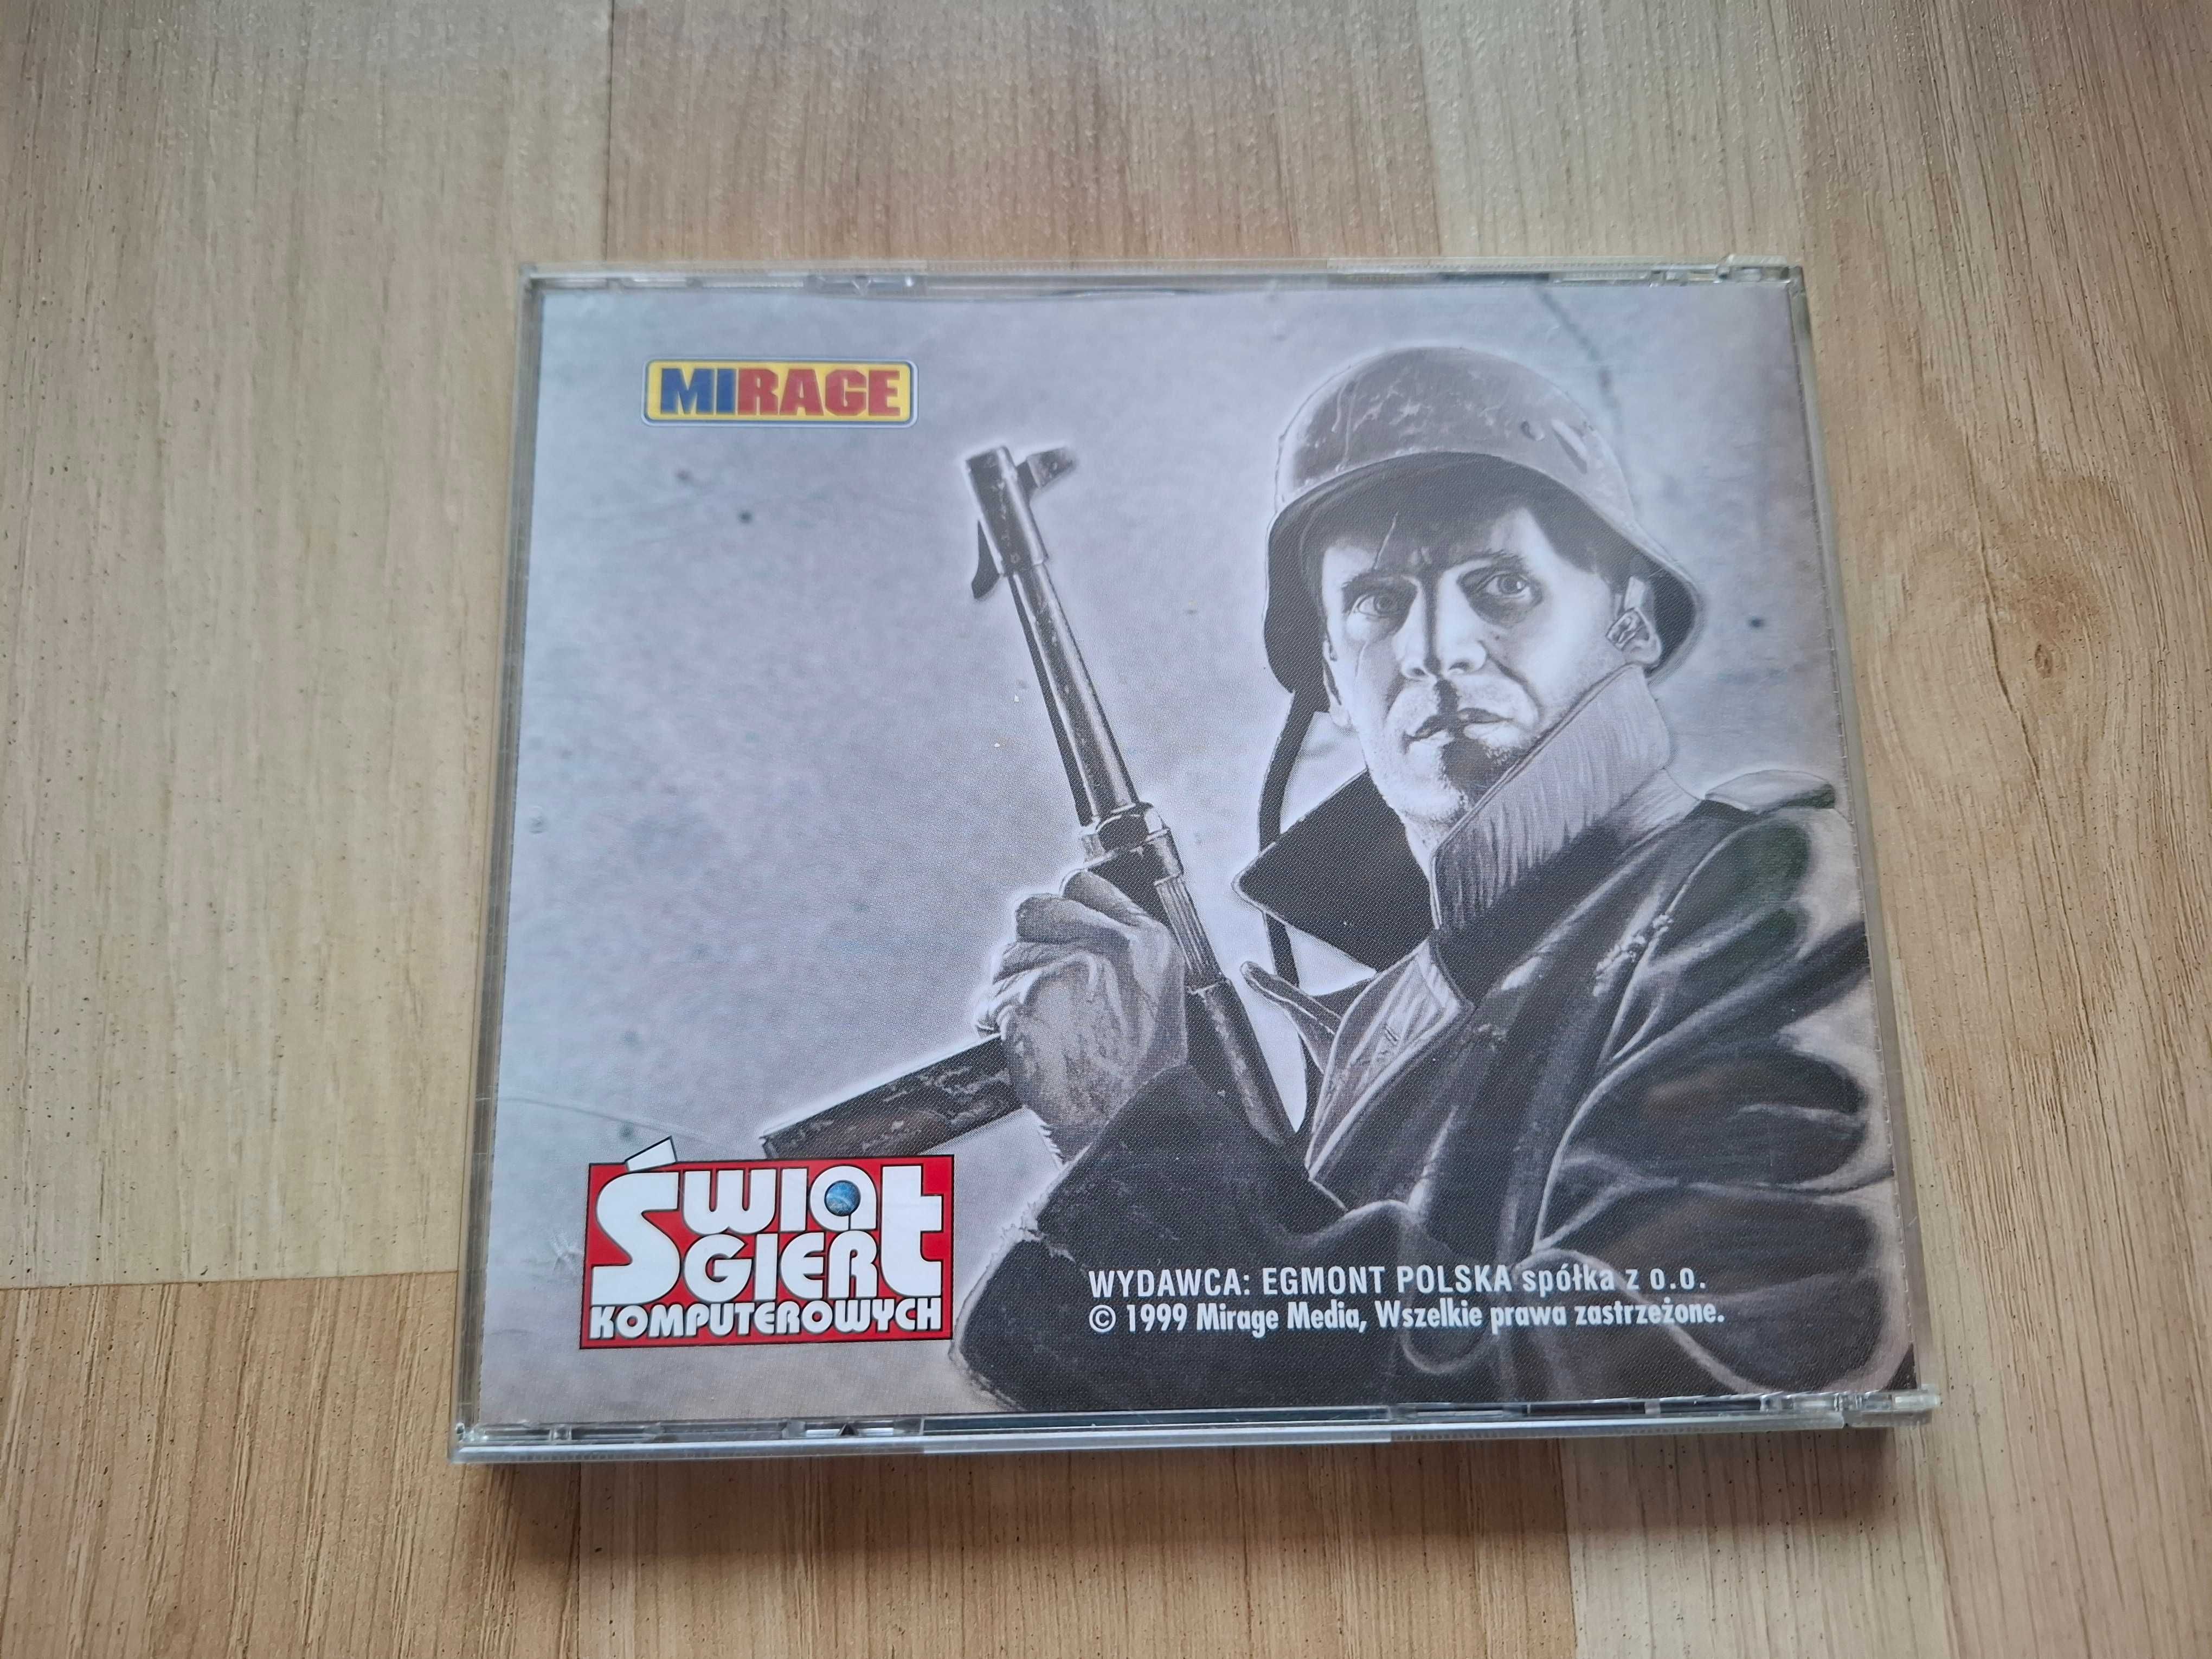 MIRAGE
ŚWIAT
GIER
KOMPUTEROWYCH
WYDAWCA: EGMONT POLSKA spółka z o.o.
© 1999 Mirage Media, Wszelkie prawa zastrzeżone.